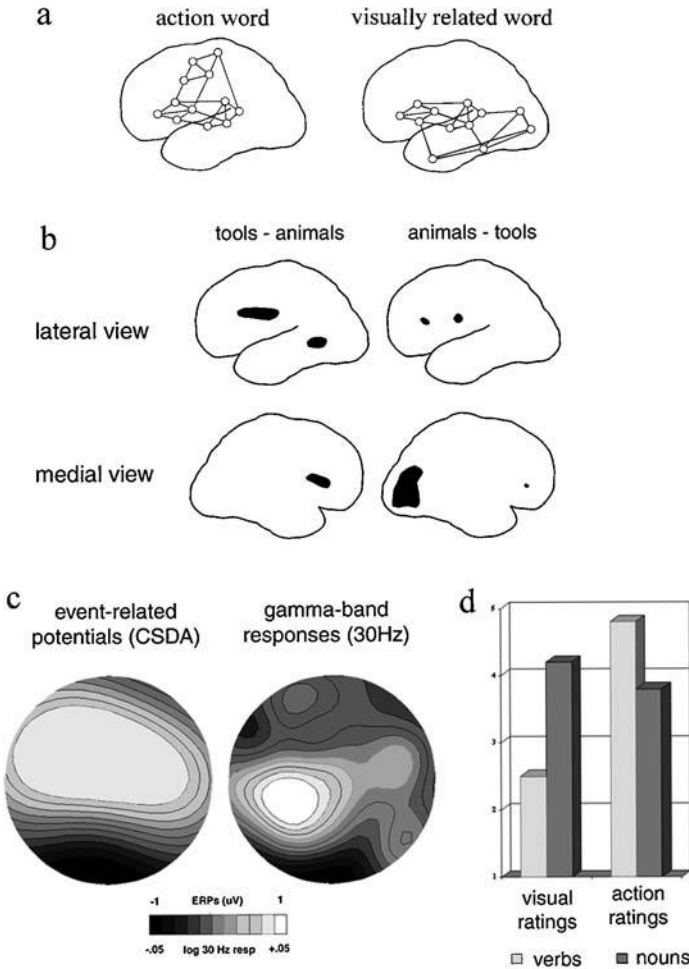 a
action word
visually related word
b
tools - animals
animals - tools
lateral view
medial view
c
event-related
potentials (CSDA)
gamma-band
responses (30Hz)
-1 ERPs (uV) 1
-.05 log 30 Hz resp +.05
d
5
4
3
2
1
visual
ratings
action
ratings
verbs nouns